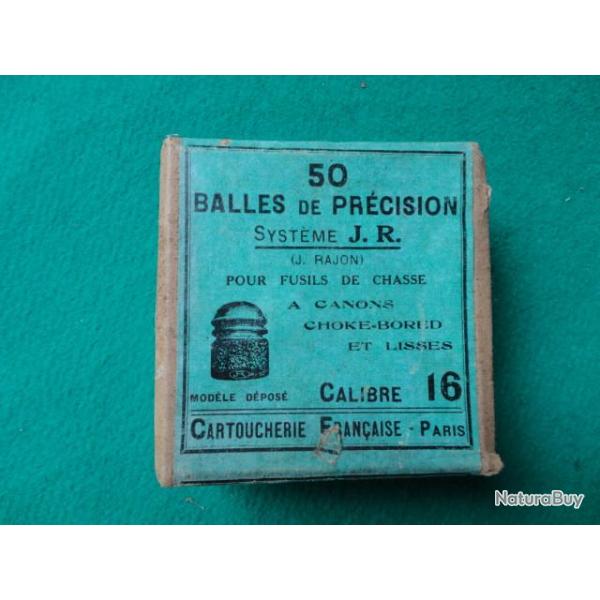 50
BALLES DE PRÉCISION
SYSTÈME J. R.
(J. RAJON)
POUR FUSILS DE CHASSE
A CANONS
CHOKE-BORED
ET LISSES
MODÈLE DÉPOSÉ CALIBRE 16
CARTOUCHERIE FRANÇAISE - PARIS
NaturaBuy